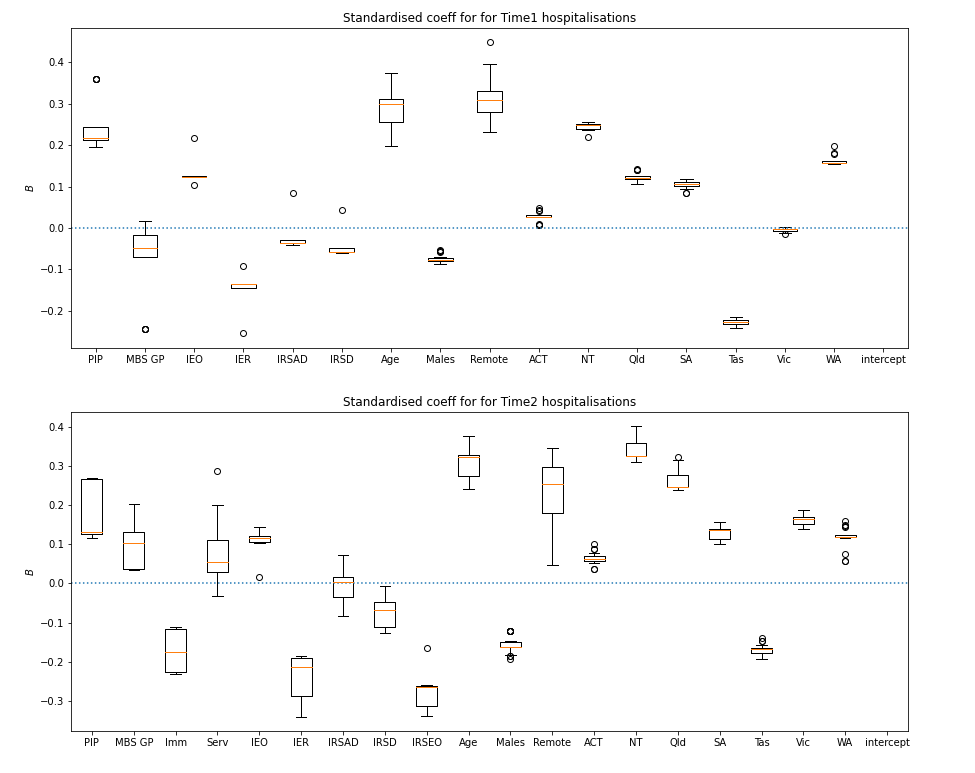 Standardised coeff for for Time1 hospitalisations
0.4
0.3
0.2
0.1
0.0
−0.1
−0.2
B
PIP MBS GP IEO IER IRSAD IRSD Age Males Remote ACT NT Qld SA Tas Vic WA intercept
Standardised coeff for for Time2 hospitalisations
0.4
0.3
0.2
0.1
0.0
−0.1
−0.2
−0.3
B
PIP MBS GP Imm Serv IEO IER IRSAD IRSD IRSEO Age Males Remote ACT NT Qld SA Tas Vic WA intercept